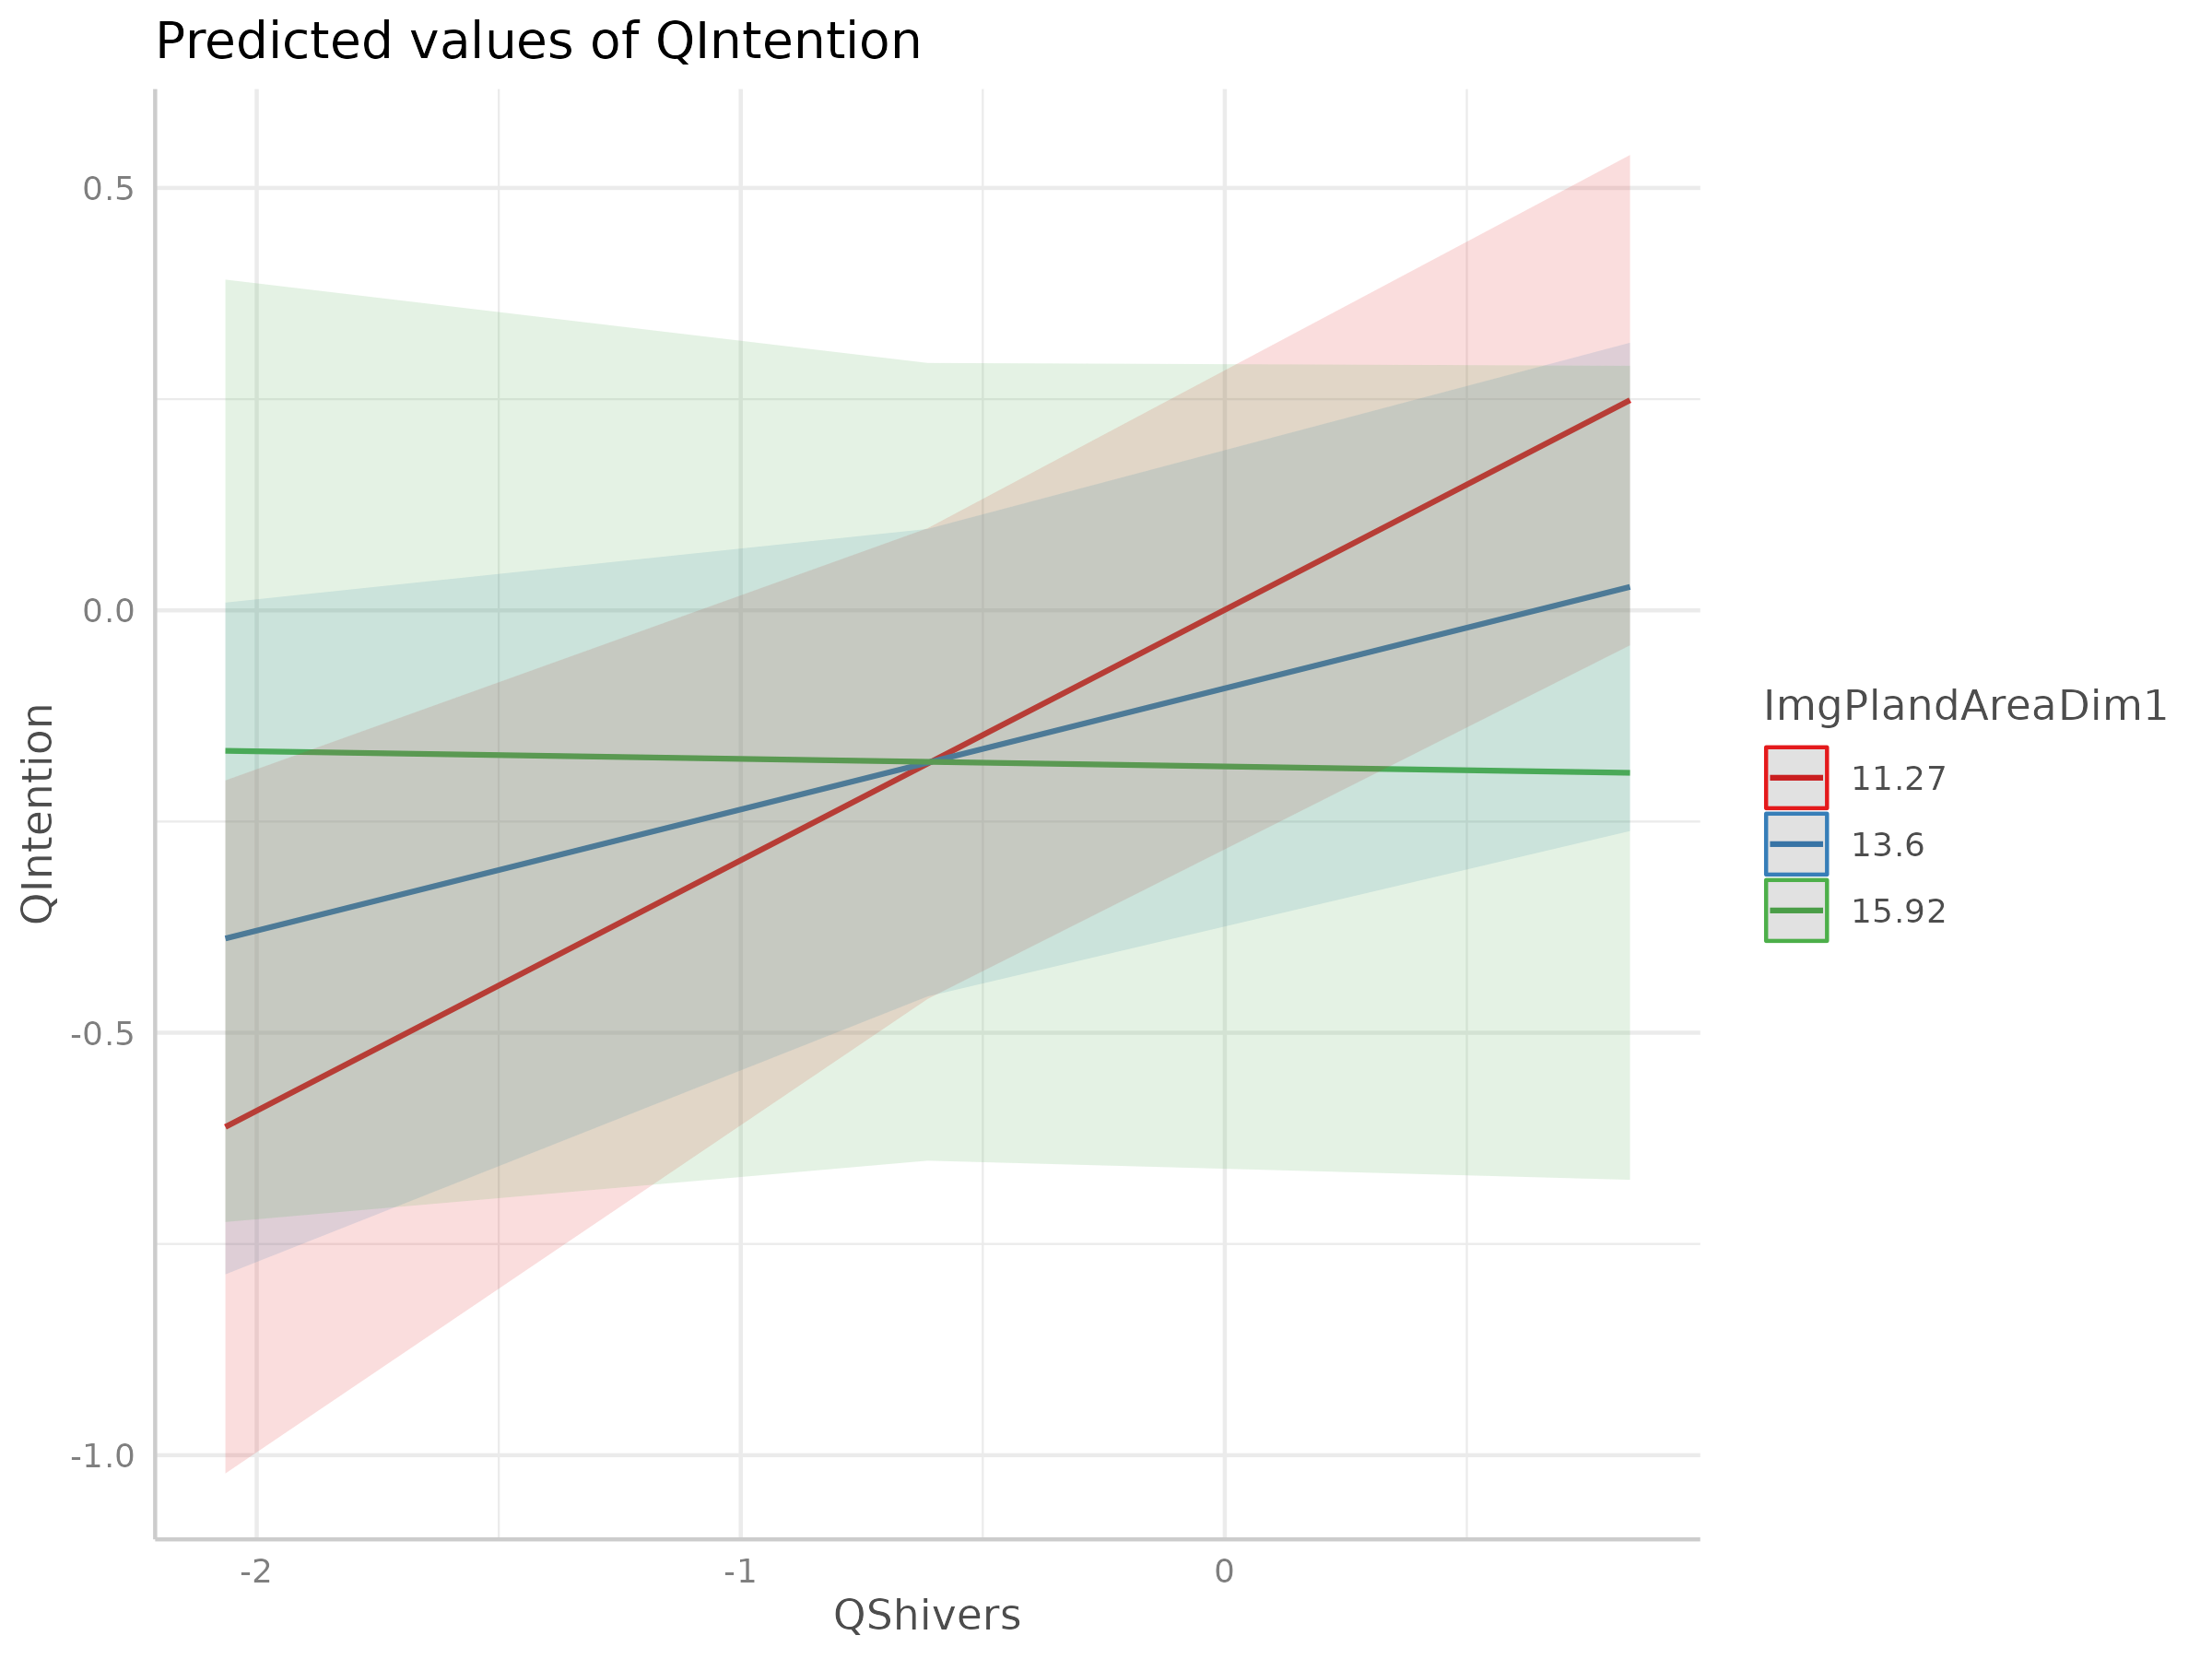 Predicted values of QIntention
0.5
0.0
-0.5
-1.0
QIntention
-2
-1
0
QShivers
ImgPlandAreaDim1
11.27
13.6
15.92